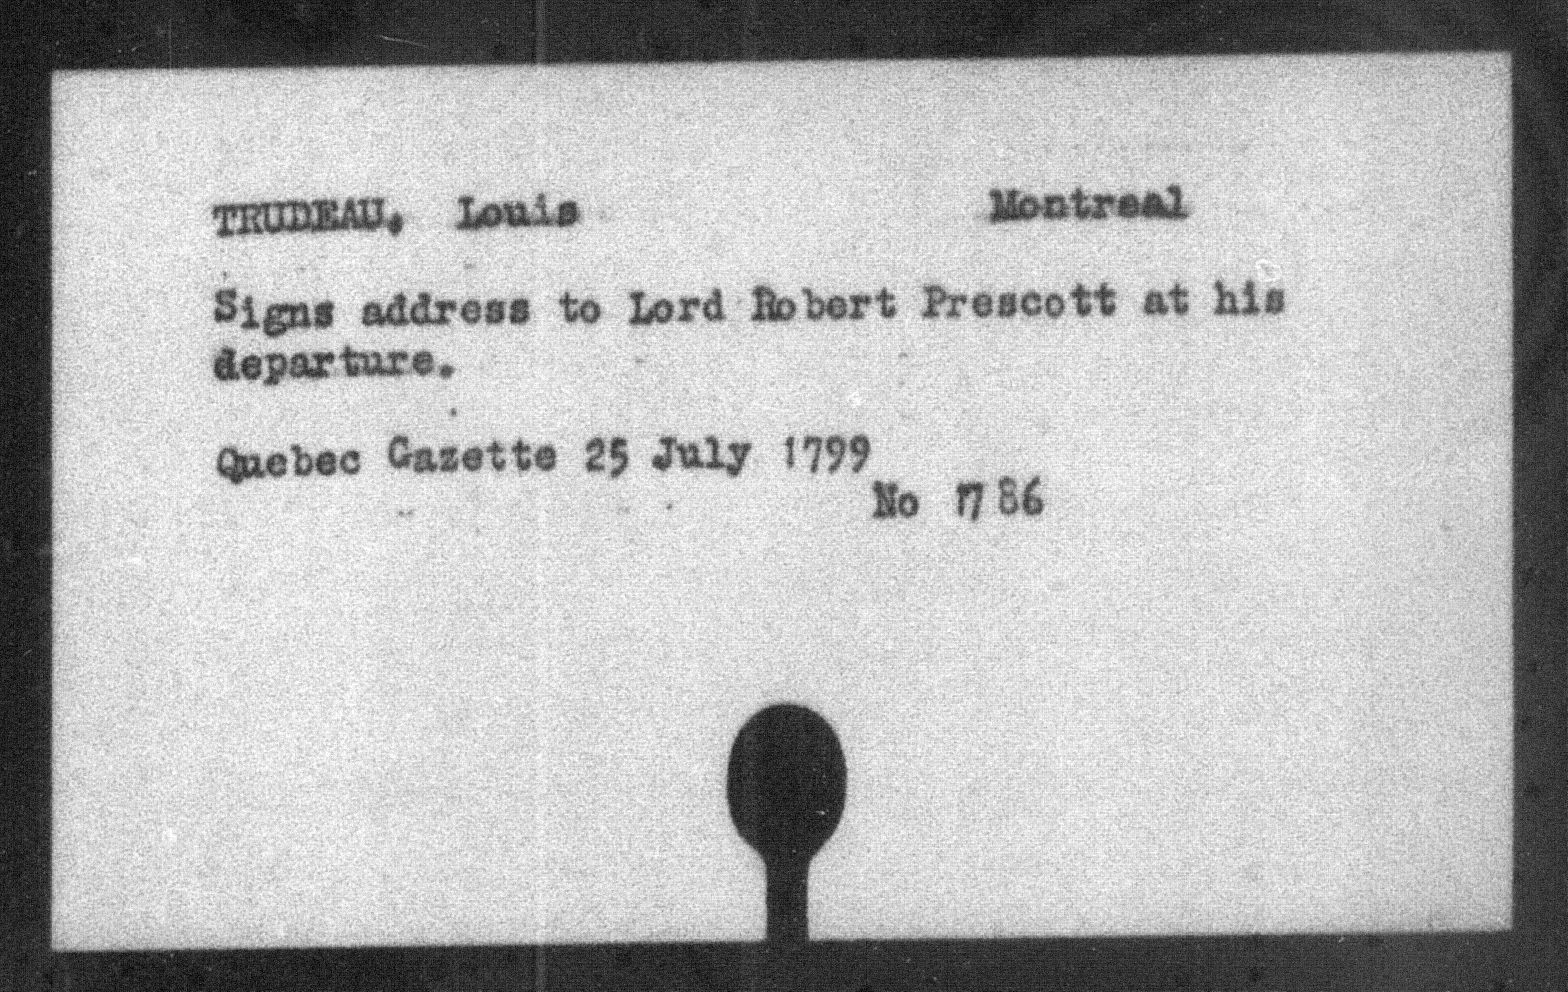 TRUDEAU, Louis Montreal
Signs address to Lord Robert Prescott at his
departure.
Quebec Gazette 25 July 1799
No 1786